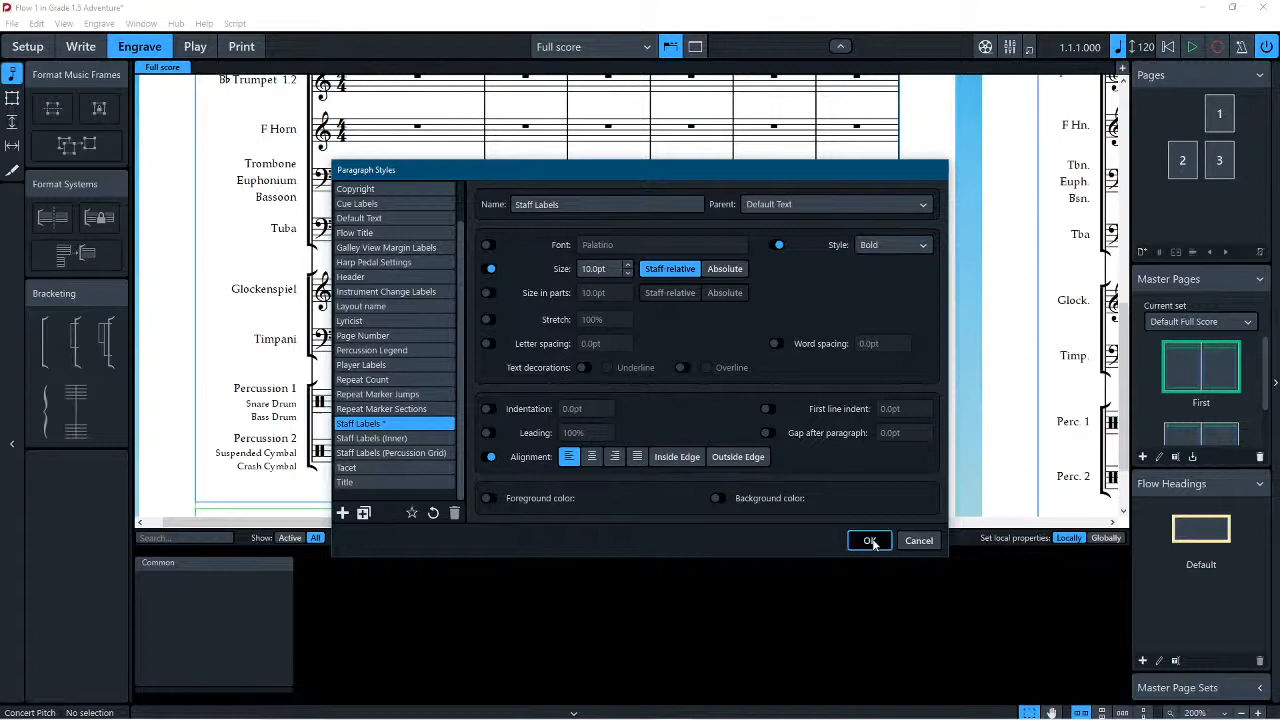 Flow 1 in Grade 1.5 Adventure*
File Edit View Engrave Window Hub Help Script
Setup Write Engrave Play Print Full score 1.1.1.000 120
Format Music Frames
Format Systems
Bracketing
Full score
B♭ Trumpet 1.2
F Horn
Trombone
Euphonium
Bassoon
Tuba
Glockenspiel
Timpani
Percussion 1
Snare Drum
Bass Drum
Percussion 2
Suspended Cymbal
Crash Cymbal
Paragraph Styles
Copyright
Cue Labels
Default Text
Flow Title
Galley View Margin Labels
Harp Pedal Settings
Header
Instrument Change Labels
Layout name
Lyricist
Page Number
Percussion Legend
Player Labels
Repeat Count
Repeat Marker Jumps
Repeat Marker Sections
Staff Labels *
Staff Labels (Inner)
Staff Labels (Percussion Grid)
Tacet
Title
Name: Staff Labels Parent: Default Text
Font: Palatino Style: Bold
Size: 10.0pt Staff-relative Absolute
Size in parts: 10.0pt Staff-relative Absolute
Stretch: 100%
Letter spacing: 0.0pt Word spacing: 0.0pt
Text decorations: Underline Overline
Indentation: 0.0pt First line indent: 0.0pt
Leading: 100% Gap after paragraph: 0.0pt
Alignment: Inside Edge Outside Edge
Foreground color: Background color:
OK Cancel
F Hn.
Tbn.
Euph.
Bsn.
Tba
Glock.
Timp.
Perc. 1
Perc. 2
Pages
1
2 3
Master Pages
Current set
Default Full Score
First
Flow Headings
Default
Master Page Sets
Search... Show: Active All Set local properties: Locally Globally
Common
Concert Pitch No selection 200%